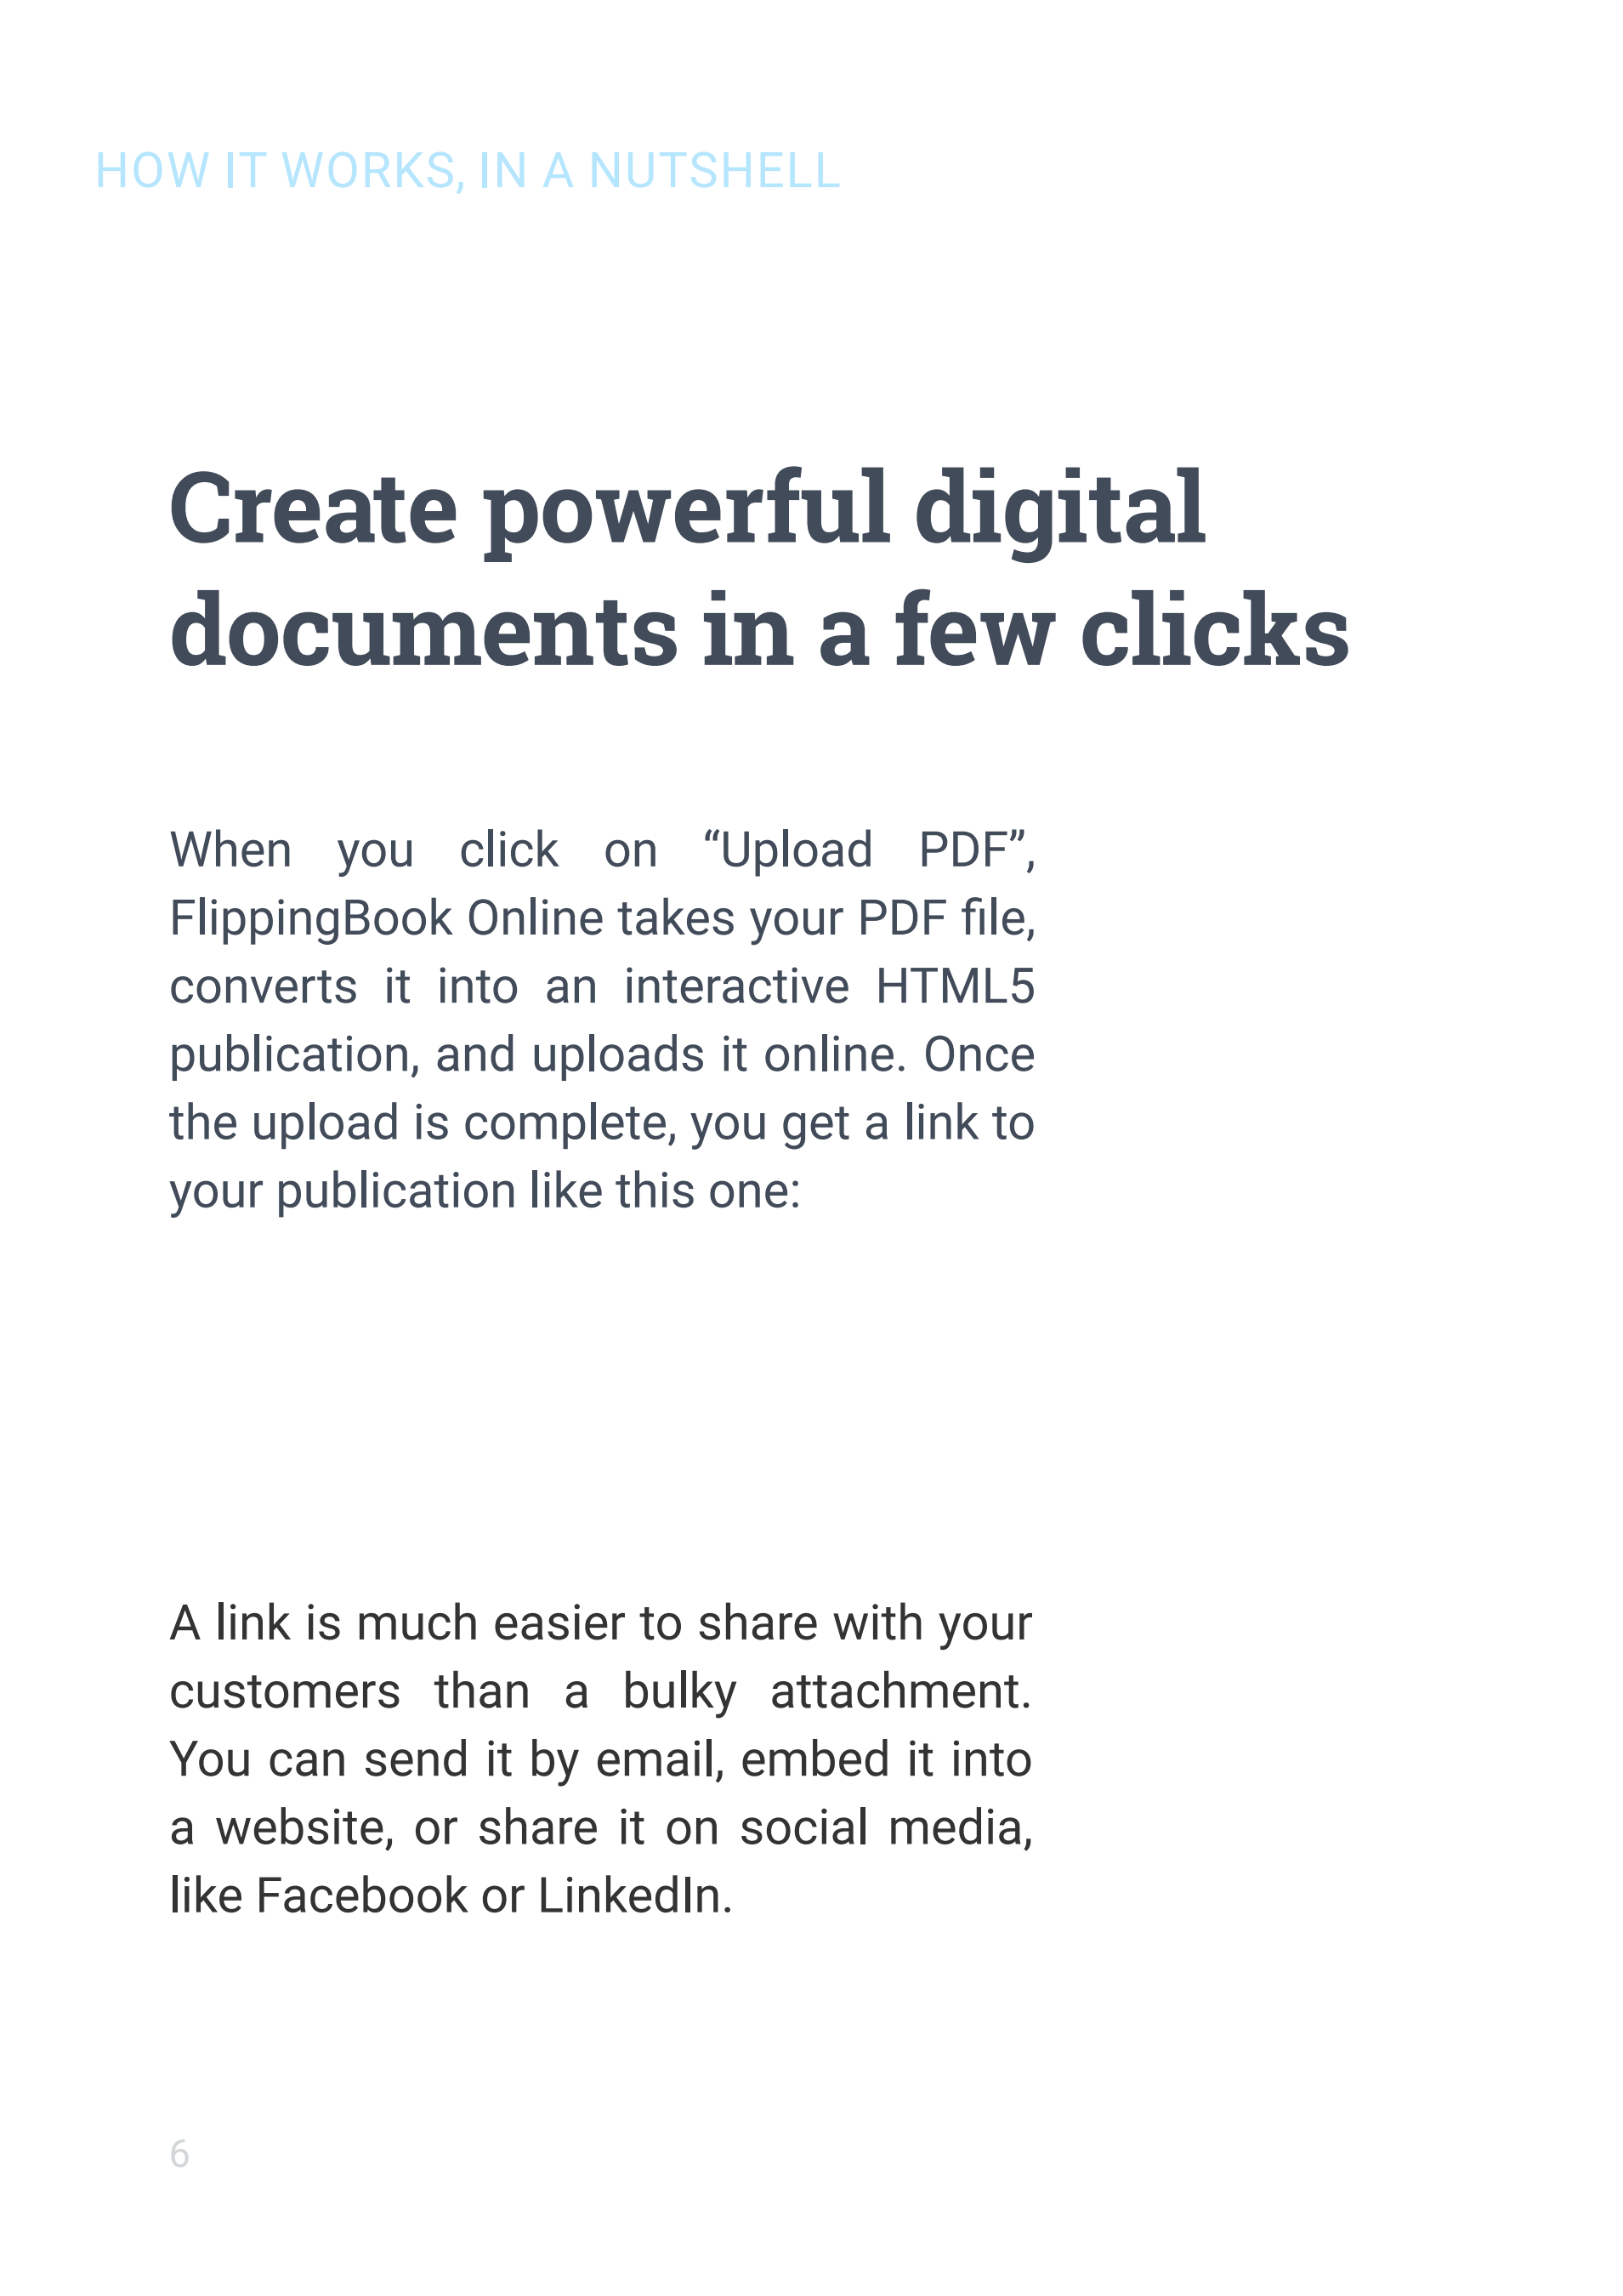 HOW IT WORKS, IN A NUTSHELL
Create powerful digital
documents in a few clicks
When you click on “Upload PDF”,
FlippingBook Online takes your PDF file,
converts it into an interactive HTML5
publication, and uploads it online. Once
the upload is complete, you get a link to
your publication like this one:
A link is much easier to share with your
customers than a bulky attachment.
You can send it by email, embed it into
a website, or share it on social media,
like Facebook or LinkedIn.
6